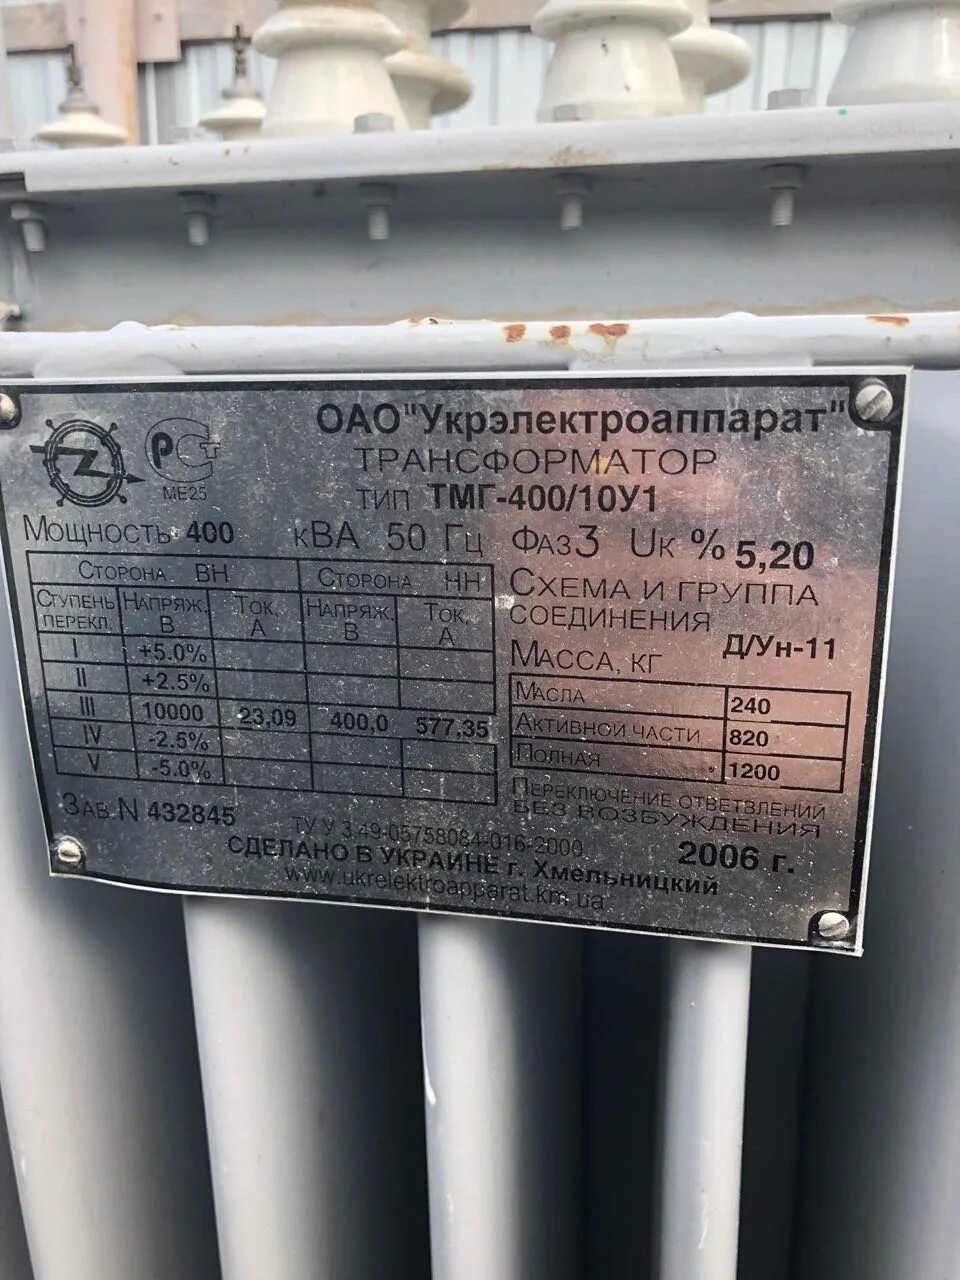 ОАО"Укрэлектроаппарат"
РСТ
МЕ25
ТРАНСФОРМАТОР
ТИП ТМГ-400/10У1
МОЩНОСТЬ 400 кВА 50 Гц ФАЗ 3 Uк % 5,20
СТОРОНА ВН СТОРОНА НН
СТУПЕНЬ ПЕРЕКЛ. НАПРЯЖ. В ТОК. А НАПРЯЖ. В ТОК. А
I +5.0%
II +2.5%
III 10000 23,09 400,0 577,35
IV -2.5%
V -5.0%
СХЕМА И ГРУППА
СОЕДИНЕНИЯ
Д/Ун-11
МАССА, КГ
МАСЛА 240
АКТИВНОЙ ЧАСТИ 820
ПОЛНАЯ 1200
ПЕРЕКЛЮЧЕНИЕ ОТВЕТВЛЕНИЙ
БЕЗ ВОЗБУЖДЕНИЯ
ЗАВ.N 432845
ТУ У 3.49-05758084-016-2000
2006 г.
СДЕЛАНО В УКРАИНЕ г. Хмельницкий
www.ukrelektroapparat.km.ua